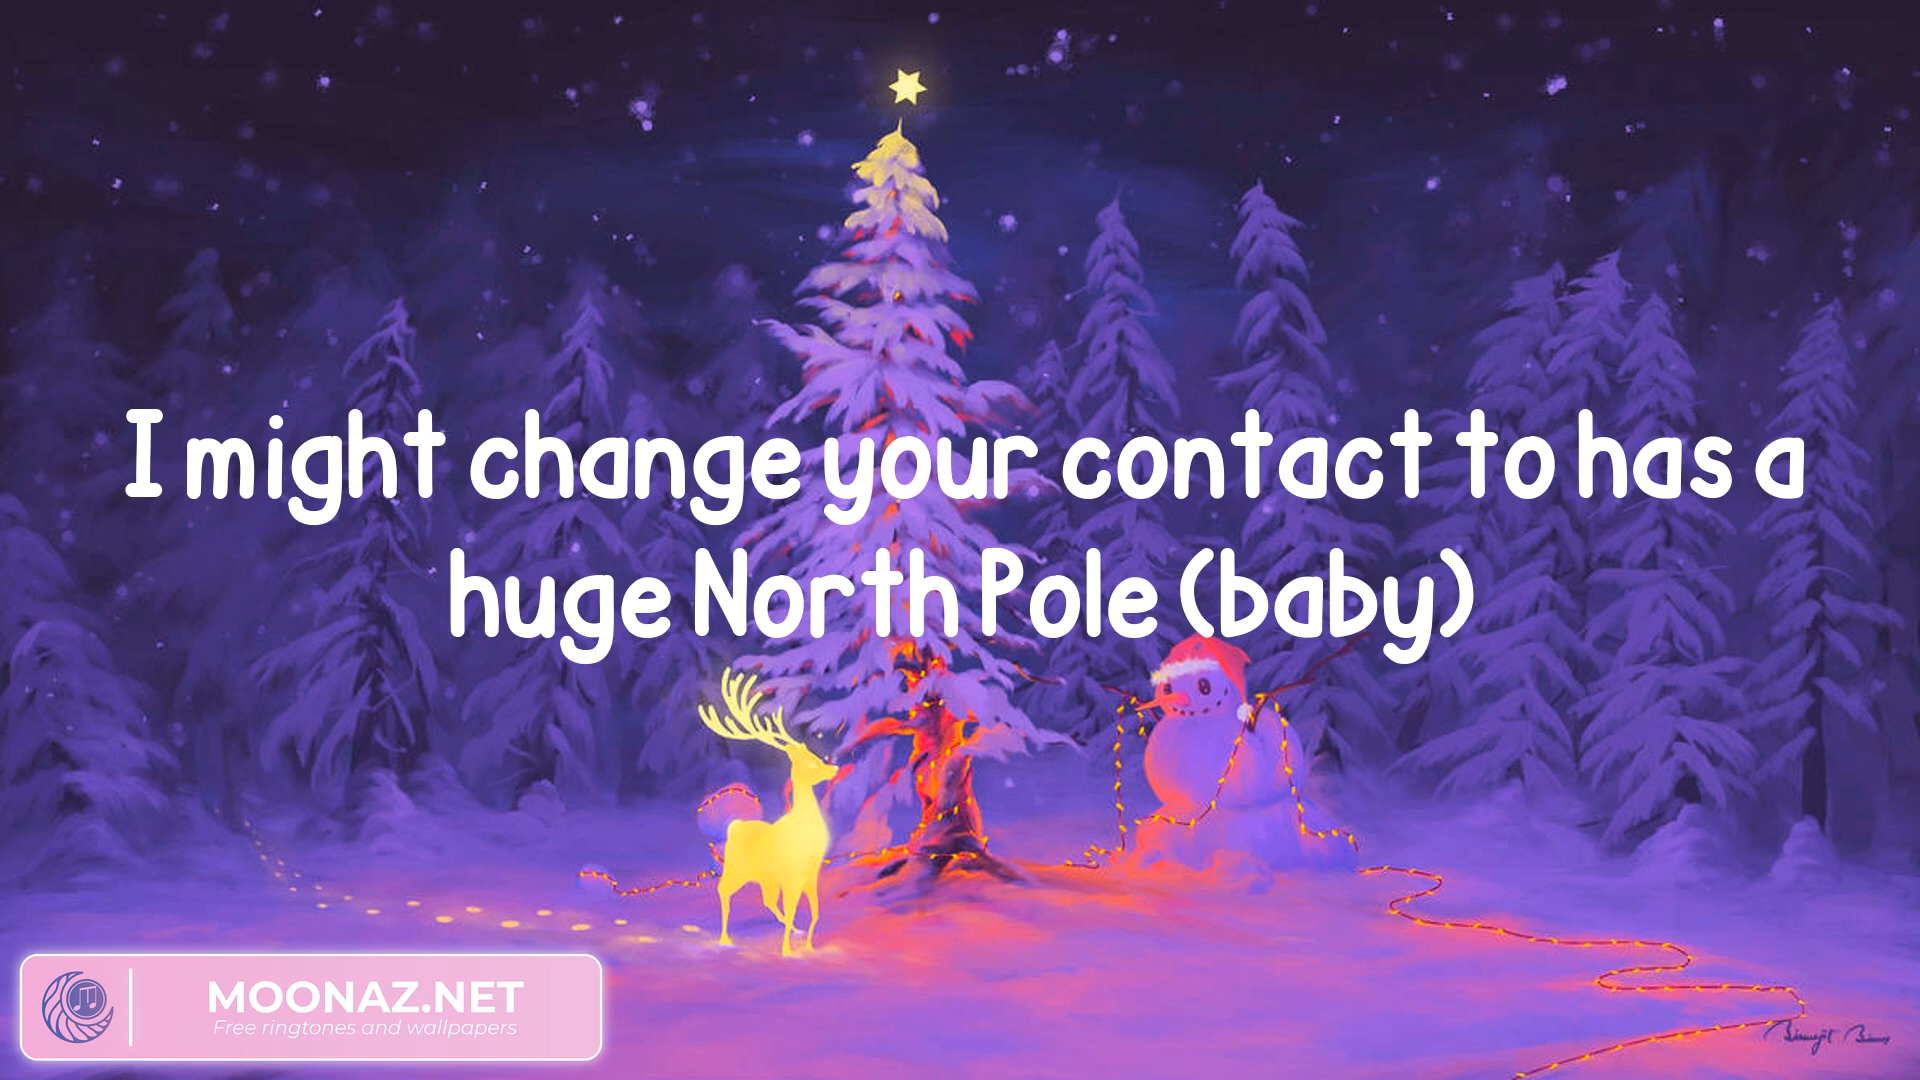 I might change your contact to has a
huge North Pole (baby)
MOONAZ.NET
Free ringtones and wallpapers